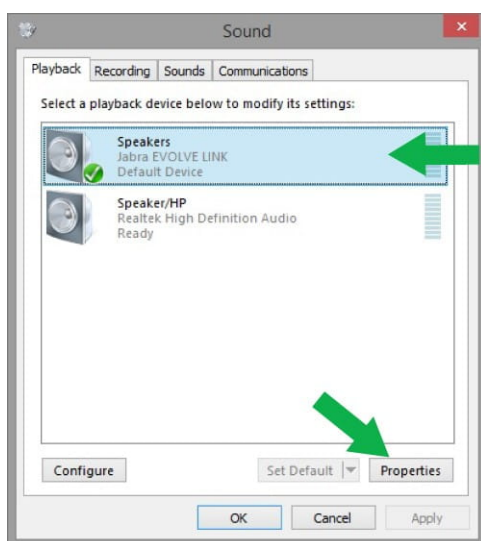 Sound
Playback Recording Sounds Communications
Select a playback device below to modify its settings:
Speakers
Jabra EVOLVE LINK
Default Device
Speaker/HP
Realtek High Definition Audio
Ready
Configure Set Default Properties
OK Cancel Apply